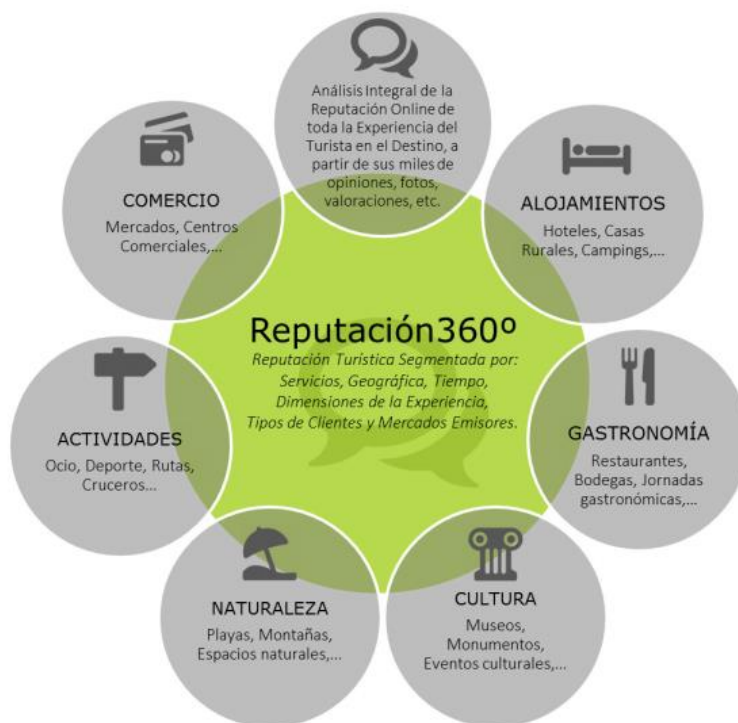 Análisis Integral de la
Reputación Online de
toda la Experiencia del
Turista en el Destino, a
partir de sus miles de
opiniones, fotos,
valoraciones, etc.
COMERCIO
Mercados, Centros
Comerciales,...
ALOJAMIENTOS
Hoteles, Casas
Rurales, Campings,...
Reputación360º
Reputación Turística Segmentada por:
Servicios, Geográfica, Tiempo,
Dimensiones de la Experiencia,
Tipos de Clientes y Mercados Emisores.
ACTIVIDADES
Ocio, Deporte, Rutas,
Cruceros...
GASTRONOMÍA
Restaurantes,
Bodegas, Jornadas
gastronómicas,...
NATURALEZA
Playas, Montañas,
Espacios naturales,...
CULTURA
Museos,
Monumentos,
Eventos culturales,...